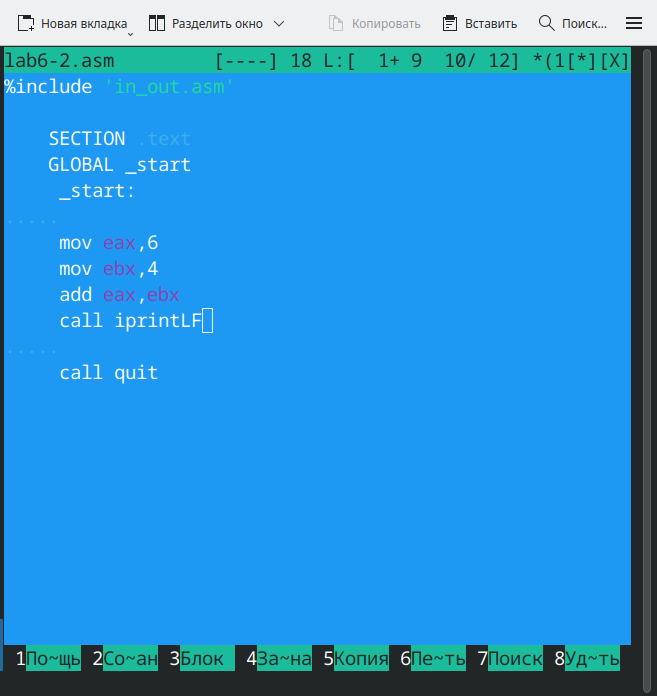 Новая вкладка Разделить окно Копировать Вставить Поиск...
lab6-2.asm [----] 18 L:[ 1+ 9 10/ 12] *(1[*][X]
%include 'in_out.asm'
SECTION .text
GLOBAL _start
_start:
.....
mov eax,6
mov ebx,4
add eax,ebx
call iprintLF
.....
call quit
1По~щь 2Со~ан 3Блок 4За~на 5Копия 6Пе~ть 7Поиск 8Уд~ть